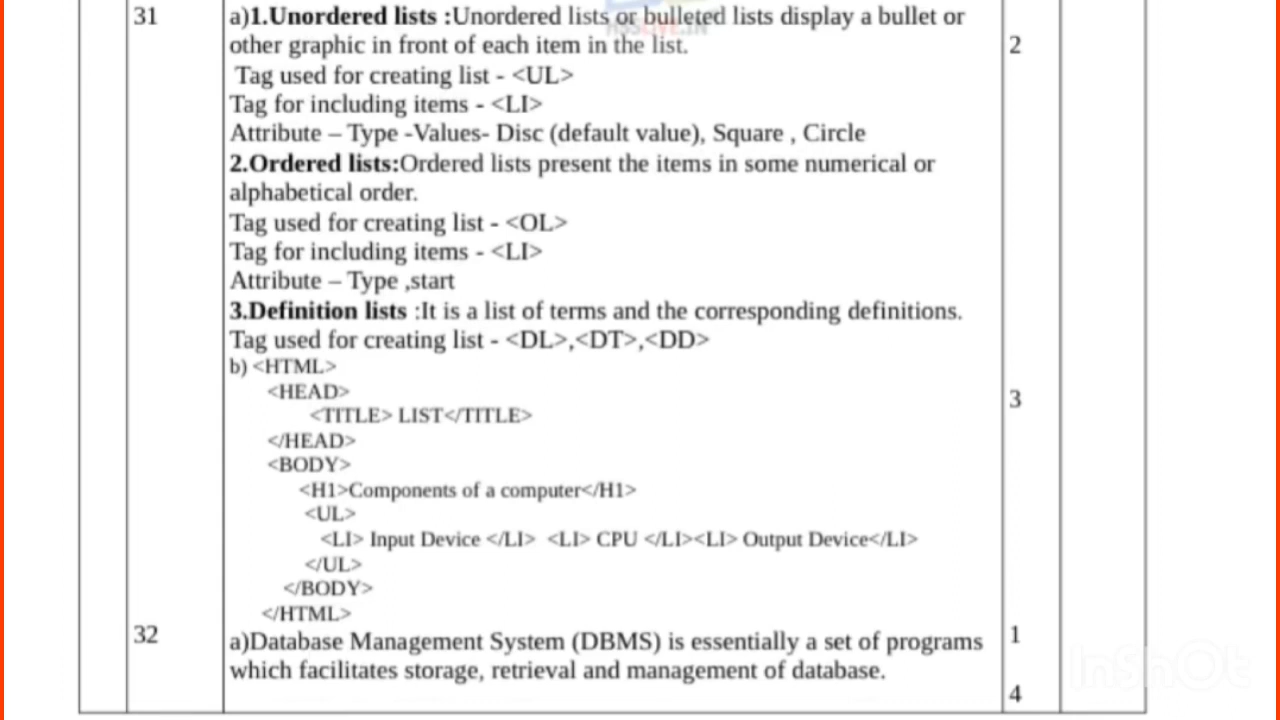 31
a)1.Unordered lists :Unordered lists or bulleted lists display a bullet or
other graphic in front of each item in the list.
2
Tag used for creating list - <UL>
Tag for including items - <LI>
Attribute – Type -Values- Disc (default value), Square , Circle
2.Ordered lists:Ordered lists present the items in some numerical or
alphabetical order.
Tag used for creating list - <OL>
Tag for including items - <LI>
Attribute – Type ,start
3.Definition lists :It is a list of terms and the corresponding definitions.
Tag used for creating list - <DL>,<DT>,<DD>
b) <HTML>
<HEAD>
3
<TITLE> LIST</TITLE>
</HEAD>
<BODY>
<H1>Components of a computer</H1>
<UL>
<LI> Input Device </LI> <LI> CPU </LI><LI> Output Device</LI>
</UL>
</BODY>
</HTML>
32
a)Database Management System (DBMS) is essentially a set of programs
1
which facilitates storage, retrieval and management of database.
4
InShOt